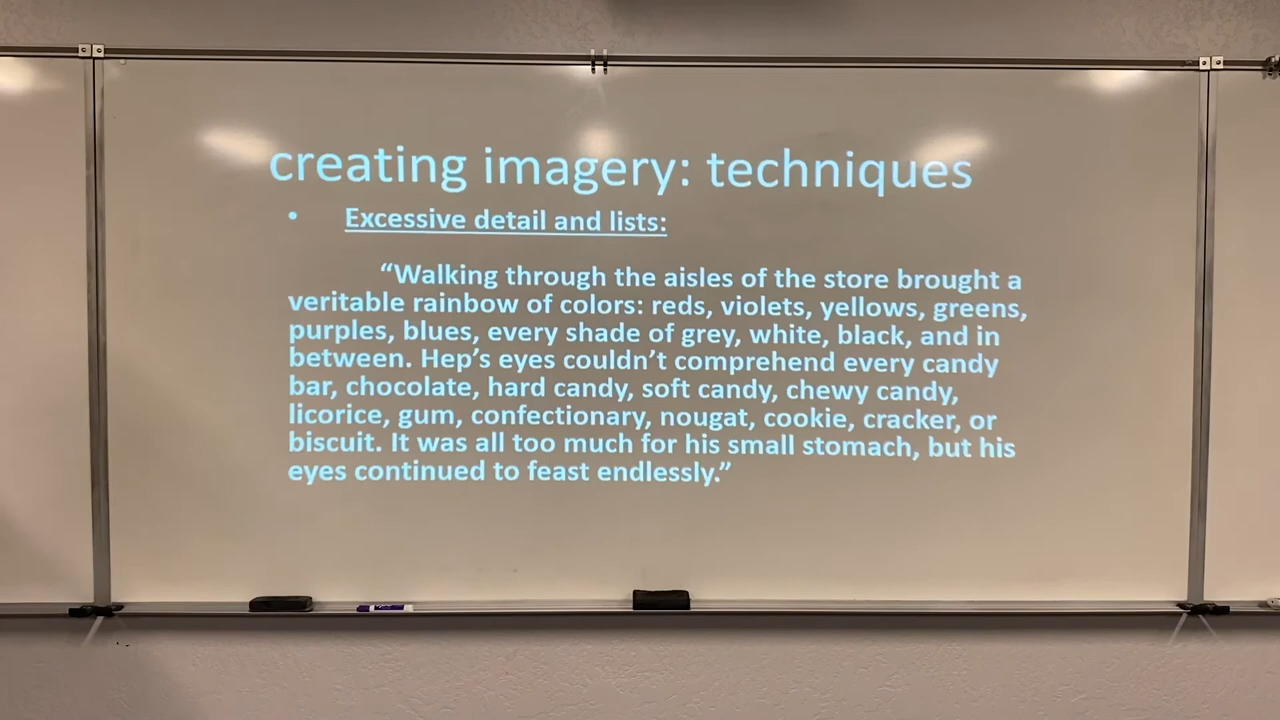 creating imagery: techniques
• Excessive detail and lists:
“Walking through the aisles of the store brought a
veritable rainbow of colors: reds, violets, yellows, greens,
purples, blues, every shade of grey, white, black, and in
between. Hep’s eyes couldn’t comprehend every candy
bar, chocolate, hard candy, soft candy, chewy candy,
licorice, gum, confectionary, nougat, cookie, cracker, or
biscuit. It was all too much for his small stomach, but his
eyes continued to feast endlessly.”